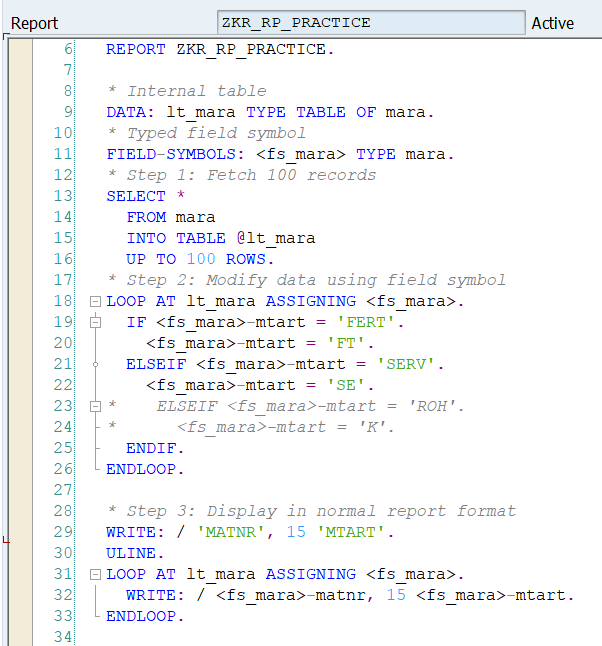 Report ZKR_RP_PRACTICE Active
6 REPORT ZKR_RP_PRACTICE.
7
8 * Internal table
9 DATA: lt_mara TYPE TABLE OF mara.
10 * Typed field symbol
11 FIELD-SYMBOLS: <fs_mara> TYPE mara.
12 * Step 1: Fetch 100 records
13 SELECT *
14 FROM mara
15 INTO TABLE @lt_mara
16 UP TO 100 ROWS.
17 * Step 2: Modify data using field symbol
18 LOOP AT lt_mara ASSIGNING <fs_mara>.
19 IF <fs_mara>-mtart = 'FERT'.
20 <fs_mara>-mtart = 'FT'.
21 ELSEIF <fs_mara>-mtart = 'SERV'.
22 <fs_mara>-mtart = 'SE'.
23 * ELSEIF <fs_mara>-mtart = 'ROH'.
24 * <fs_mara>-mtart = 'K'.
25 ENDIF.
26 ENDLOOP.
27
28 * Step 3: Display in normal report format
29 WRITE: / 'MATNR', 15 'MTART'.
30 ULINE.
31 LOOP AT lt_mara ASSIGNING <fs_mara>.
32 WRITE: / <fs_mara>-matnr, 15 <fs_mara>-mtart.
33 ENDLOOP.
34